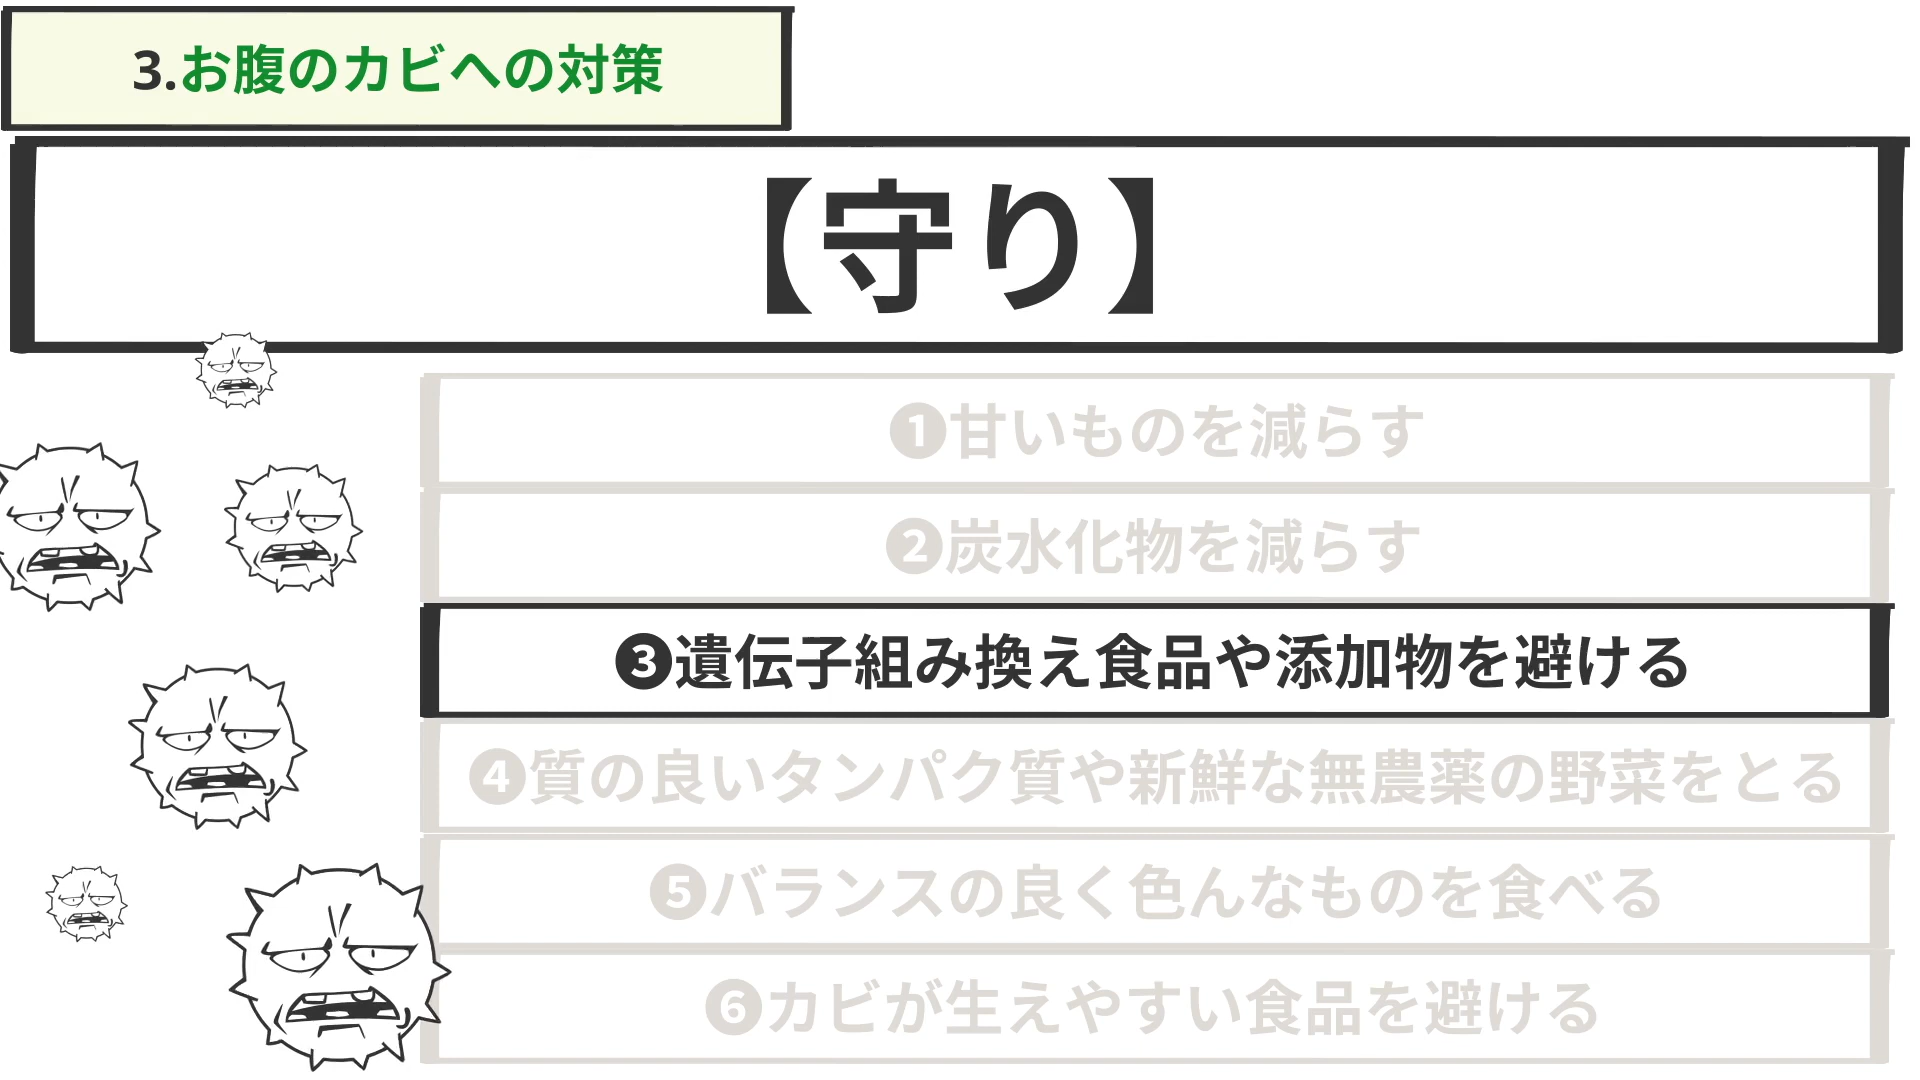 3.お腹のカビへの対策
【守り】
❶甘いものを減らす
❷炭水化物を減らす
❸遺伝子組み換え食品や添加物を避ける
❹質の良いタンパク質や新鮮な無農薬の野菜をとる
❺バランスの良く色んなものを食べる
❻カビが生えやすい食品を避ける